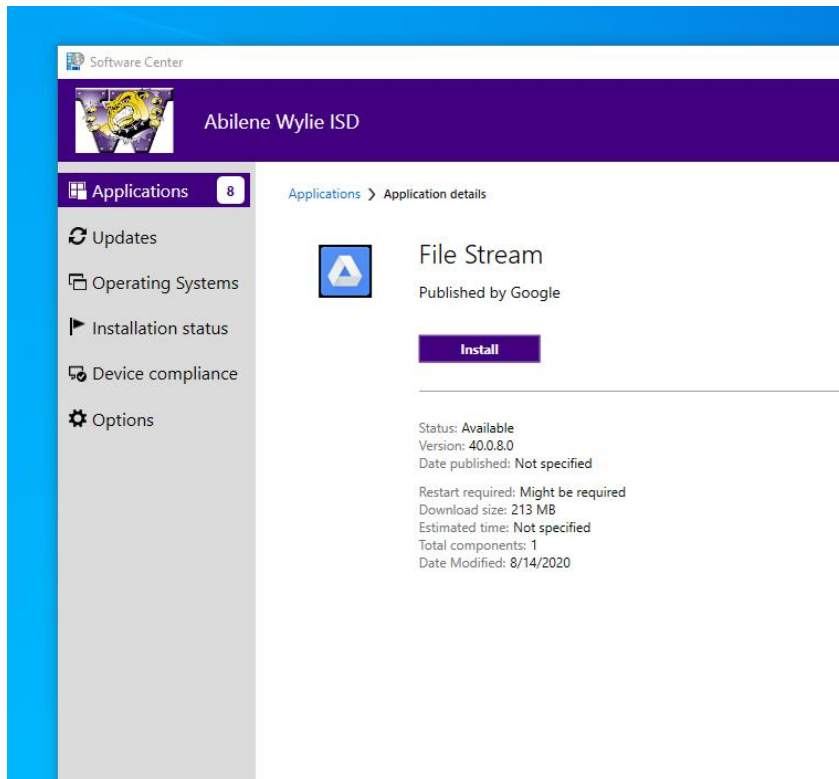 Software Center
Abilene Wylie ISD
Applications 8
Updates
Operating Systems
Installation status
Device compliance
Options
Applications ❯ Application details
File Stream
Published by Google
Install
Status: Available
Version: 40.0.8.0
Date published: Not specified
Restart required: Might be required
Download size: 213 MB
Estimated time: Not specified
Total components: 1
Date Modified: 8/14/2020